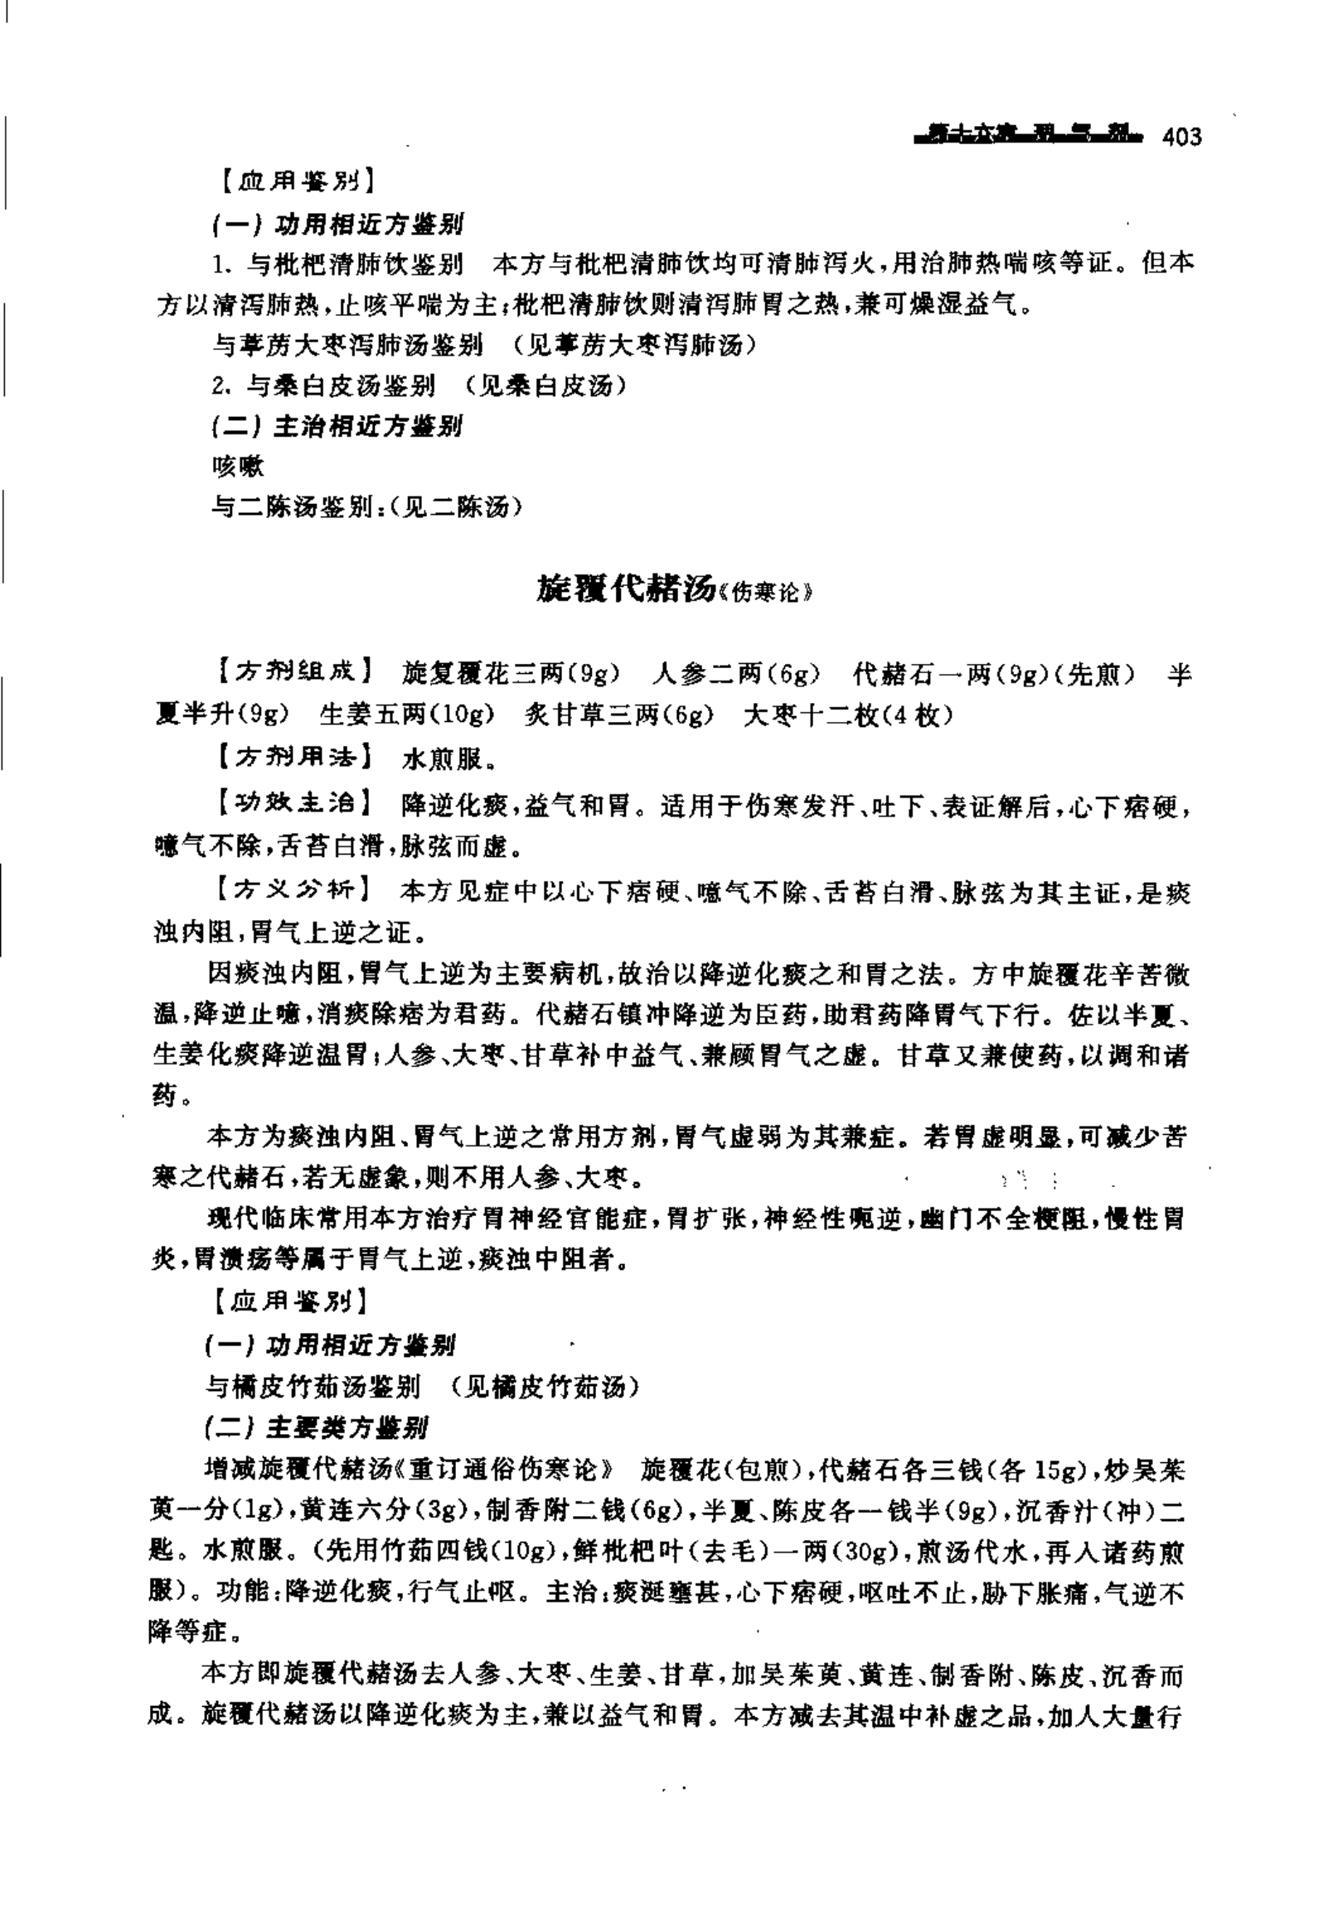 第十六章 理气剂 403
【应用鉴别】
(一)功用相近方鉴别
1. 与枇杷清肺饮鉴别 本方与枇杷清肺饮均可清肺泻火,用治肺热喘咳等证。但本
方以清泻肺热,止咳平喘为主;枇杷清肺饮则清泻肺胃之热,兼可燥湿益气。
与葶苈大枣泻肺汤鉴别 (见葶苈大枣泻肺汤)
2. 与桑白皮汤鉴别 (见桑白皮汤)
(二)主治相近方鉴别
咳嗽
与二陈汤鉴别:(见二陈汤)
旋覆代赭汤《伤寒论》
【方剂组成】 旋复覆花三两(9g) 人参二两(6g) 代赭石一两(9g)(先煎) 半
夏半升(9g) 生姜五两(10g) 炙甘草三两(6g) 大枣十二枚(4枚)
【方剂用法】 水煎服。
【功效主治】 降逆化痰,益气和胃。适用于伤寒发汗、吐下、表证解后,心下痞硬,
噫气不除,舌苔白滑,脉弦而虚。
【方义分析】 本方见症中以心下痞硬、噫气不除、舌苔白滑、脉弦为其主证,是痰
浊内阻,胃气上逆之证。
因痰浊内阻,胃气上逆为主要病机,故治以降逆化痰之和胃之法。方中旋覆花辛苦微
温,降逆止噫,消痰除痞为君药。代赭石镇冲降逆为臣药,助君药降胃气下行。佐以半夏、
生姜化痰降逆温胃;人参、大枣、甘草补中益气、兼顾胃气之虚。甘草又兼使药,以调和诸
药。
本方为痰浊内阻、胃气上逆之常用方剂,胃气虚弱为其兼症。若胃虚明显,可减少苦
寒之代赭石,若无虚象,则不用人参、大枣。
现代临床常用本方治疗胃神经官能症,胃扩张,神经性呃逆,幽门不全梗阻,慢性胃
炎,胃溃疡等属于胃气上逆,痰浊中阻者。
【应用鉴别】
(一)功用相近方鉴别
与橘皮竹茹汤鉴别 (见橘皮竹茹汤)
(二)主要类方鉴别
增减旋覆代赭汤《重订通俗伤寒论》 旋覆花(包煎),代赭石各三钱(各15g),炒吴茱
萸一分(1g),黄连六分(3g),制香附二钱(6g),半夏、陈皮各一钱半(9g),沉香汁(冲)二
匙。水煎服。(先用竹茹四钱(10g),鲜枇杷叶(去毛)一两(30g),煎汤代水,再入诸药煎
服)。功能:降逆化痰,行气止呕。主治:痰涎壅甚,心下痞硬,呕吐不止,胁下胀痛,气逆不
降等症。
本方即旋覆代赭汤去人参、大枣、生姜、甘草,加吴茱萸、黄连、制香附、陈皮、沉香而
成。旋覆代赭汤以降逆化痰为主,兼以益气和胃。本方减去其温中补虚之品,加入大量行